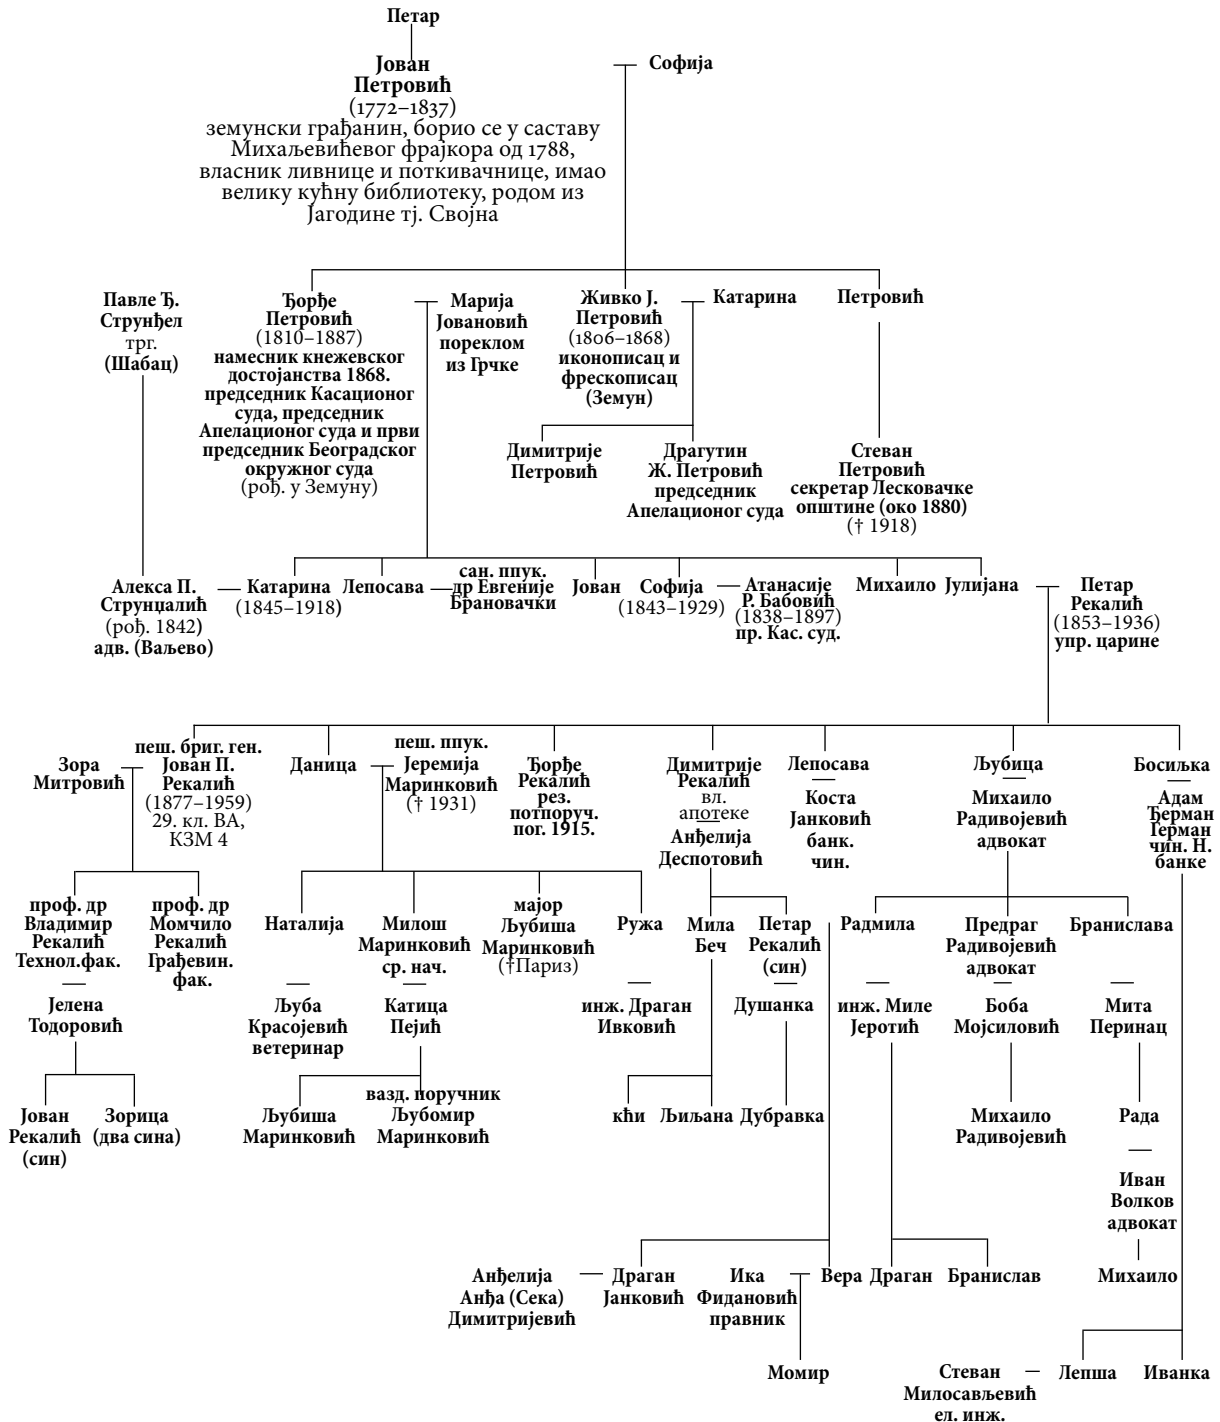 Петар
Јован
Петровић
(1772–1837)
земунски грађанин, борио се у саставу
Михаљевићевог фрајкора од 1788,
власник ливнице и поткивачнице, имао
велику кућну библиотеку, родом из
Јагодине тј. Својна
Софија
Павле Ђ.
Струнђел
трг.
(Шабац)
Ђорђе
Петровић
(1810–1887)
намесник кнежевског
достојанства 1868.
председник Касационог
суда, председник
Апелационог суда и први
председник Београдског
окружног суда
(рођ. у Земуну)
Марија
Јовановић
пореклом
из Грчке
Живко Ј.
Петровић
(1806–1868)
иконописац и
фрескописац
(Земун)
Катарина
Петровић
Димитрије
Петровић
Драгутин
Ж. Петровић
председник
Апелационог суда
Стеван
Петровић
секретар Лесковачке
општине (око 1880)
(† 1918)
Алекса П.
Струнџалић
(рођ. 1842)
адв. (Ваљево)
Катарина
(1845–1918)
Лепосава
сан. ппук.
др Евгеније
Брановачки
Јован
Софија
(1843–1929)
Атанасије
Р. Бабовић
(1838–1897)
пр. Кас. суд.
Михаило
Јулијана
Петар
Рекалић
(1853–1936)
упр. царине
Зора
Митровић
пеш. бриг. ген.
Јован П.
Рекалић
(1877–1959)
29. кл. ВА,
КЗМ 4
Даница
пеш. ппук.
Јеремија
Маринковић
(† 1931)
Ђорђе
Рекалић
рез.
потпоруч.
пог. 1915.
Димитрије
Рекалић
вл.
апотеке
Анђелија
Деспотовић
Лепосава
Коста
Јанковић
банк.
чин.
Љубица
Михаило
Радивојевић
адвокат
Босиљка
Адам
Ђерман
Герман
чин. Н.
банке
проф. др
Владимир
Рекалић
Технол.фак.
проф. др
Момчило
Рекалић
Грађевин.
фак.
Наталија
Милош
Маринковић
ср. нач.
мајор
Љубиша
Маринковић
(†Париз)
Ружа
Мила
Беч
Петар
Рекалић
(син)
Радмила
Предраг
Радивојевић
адвокат
Бранислава
Јелена
Тодоровић
Љуба
Красојевић
ветеринар
Катица
Пејић
инж. Драган
Ивковић
Душанка
инж. Миле
Јеротић
Боба
Мојсиловић
Мита
Перинац
Јован
Рекалић
(син)
Зорица
(два сина)
Љубиша
Маринковић
вазд. поручник
Љубомир
Маринковић
кћи
Љиљана
Дубравка
Михаило
Радивојевић
Рада
Иван
Волков
адвокат
Анђелија
Анђа (Сека)
Димитријевић
Драган
Јанковић
Ика
Фидановић
правник
Вера
Драган
Бранислав
Михаило
Момир
Стеван
Милосављевић
ел. инж.
Лепша
Иванка